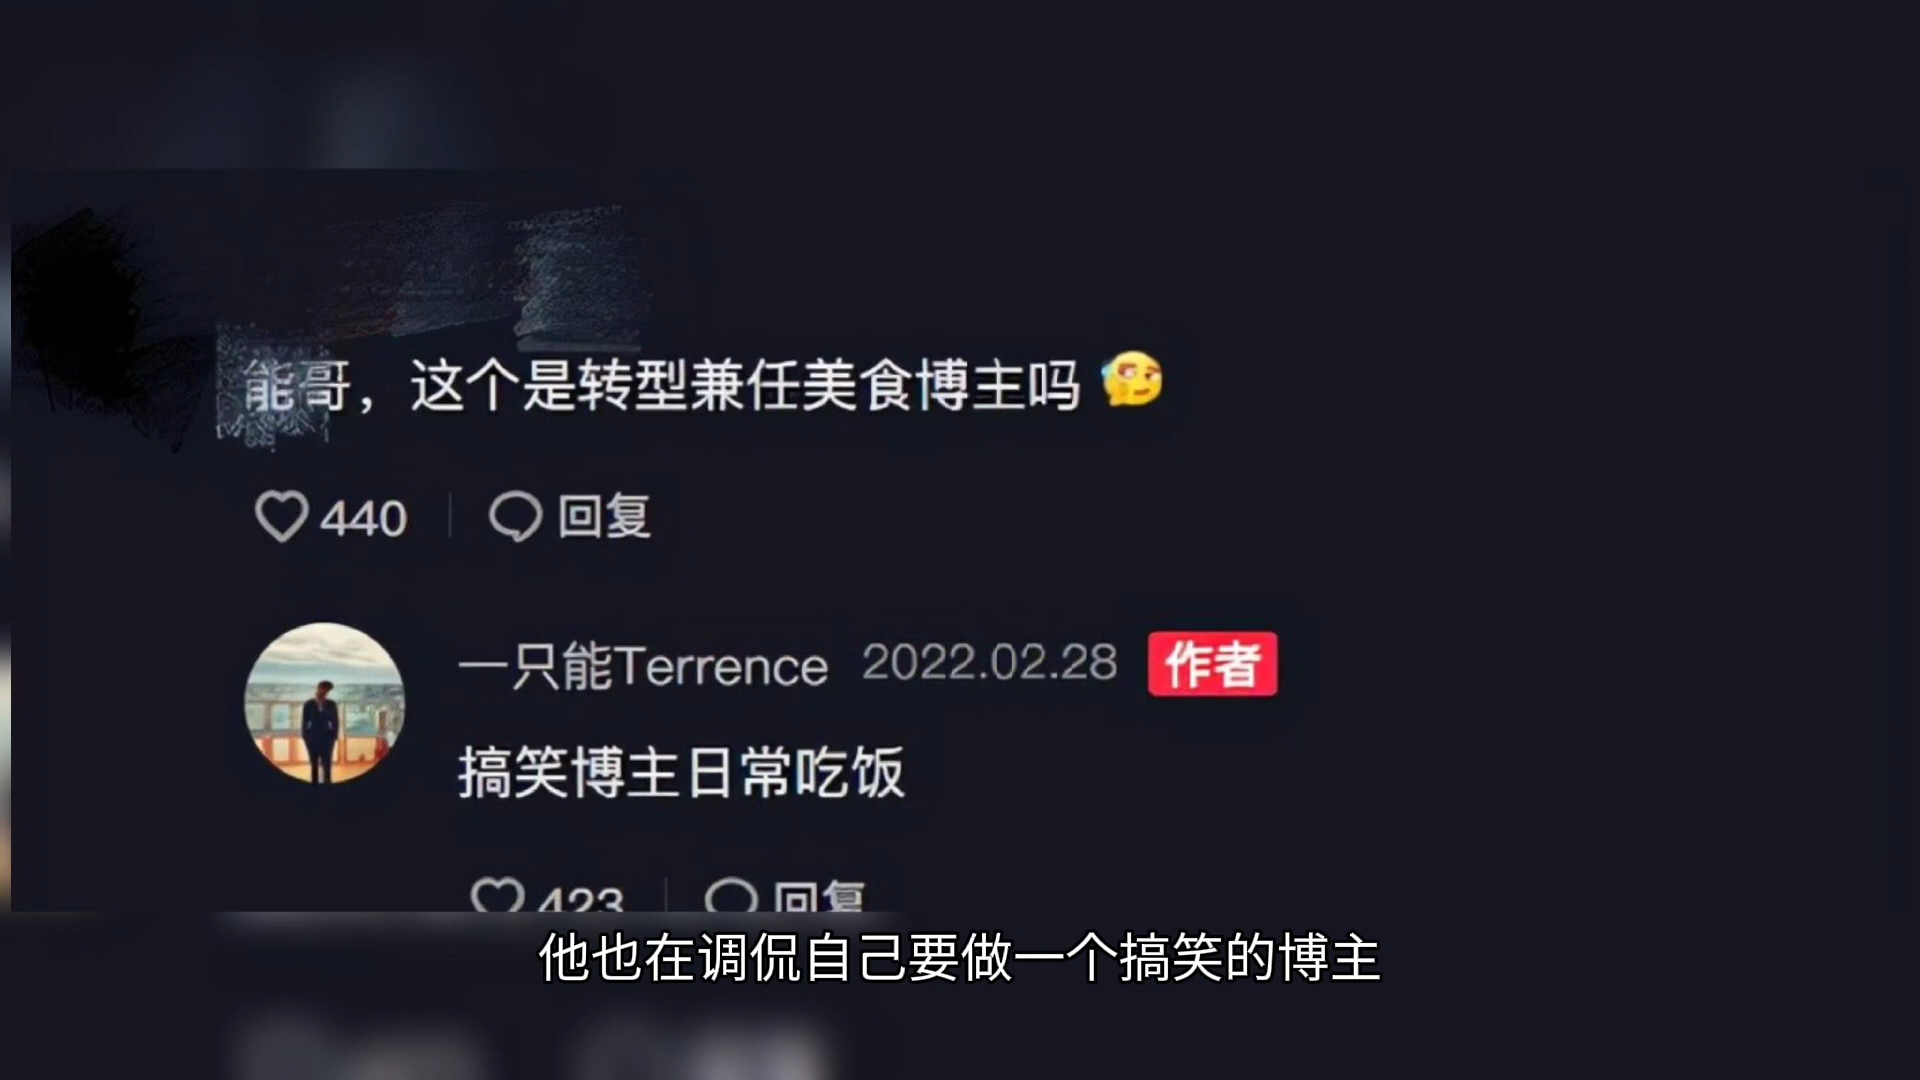 能哥，这个是转型兼任美食博主吗
440 回复
一只能Terrence 2022.02.28 作者
搞笑博主日常吃饭
423 回复
他也在调侃自己要做一个搞笑的博主